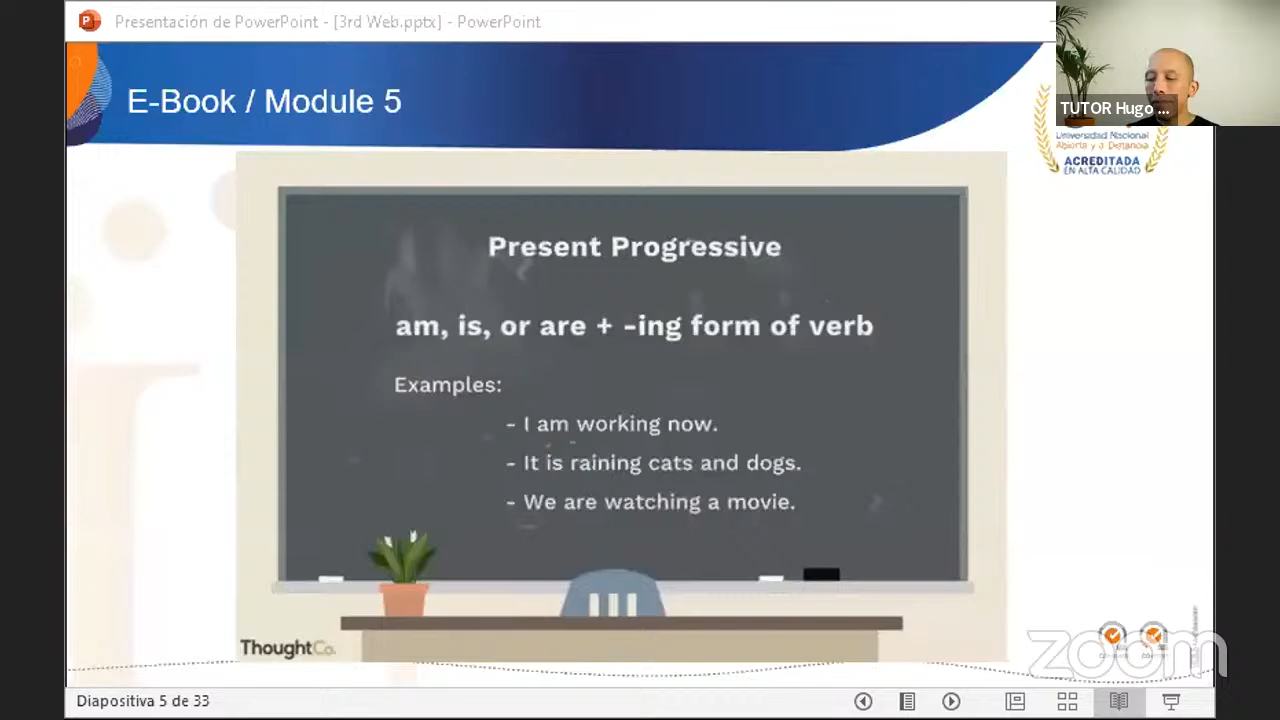 Presentación de PowerPoint - [3rd Web.pptx] - PowerPoint
TUTOR Hugo ...
E-Book / Module 5
Universidad Nacional
Abierta y a Distancia
ACREDITADA
EN ALTA CALIDAD
Present Progressive
am, is, or are + -ing form of verb
Examples:
- I am working now.
- It is raining cats and dogs.
- We are watching a movie.
ThoughtCo.
zoom
Diapositiva 5 de 33